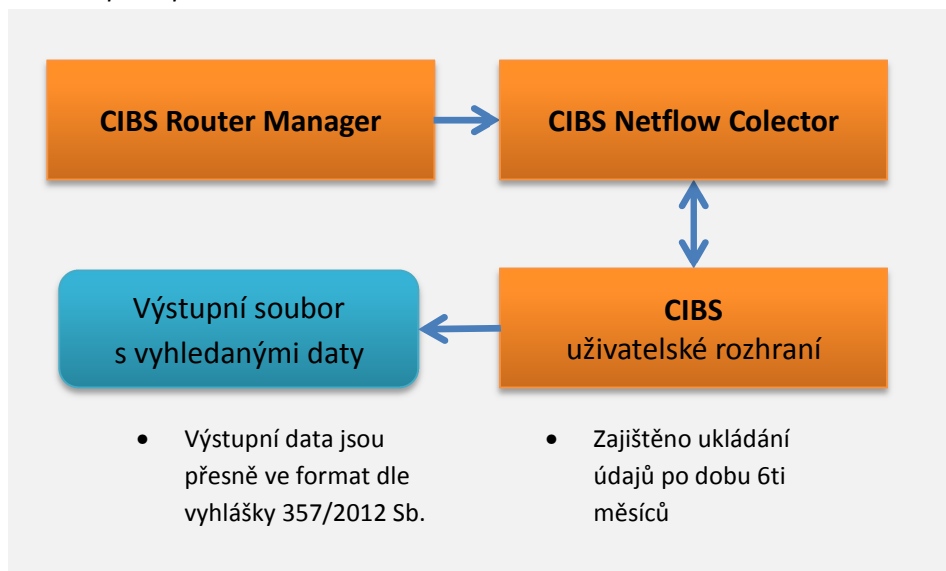 CIBS Router Manager
CIBS Netflow Colector
Výstupní soubor
s vyhledanými daty
CIBS
uživatelské rozhraní
• Výstupní data jsou
přesně ve format dle
vyhlášky 357/2012 Sb.
• Zajištěno ukládání
údajů po dobu 6ti
měsíců